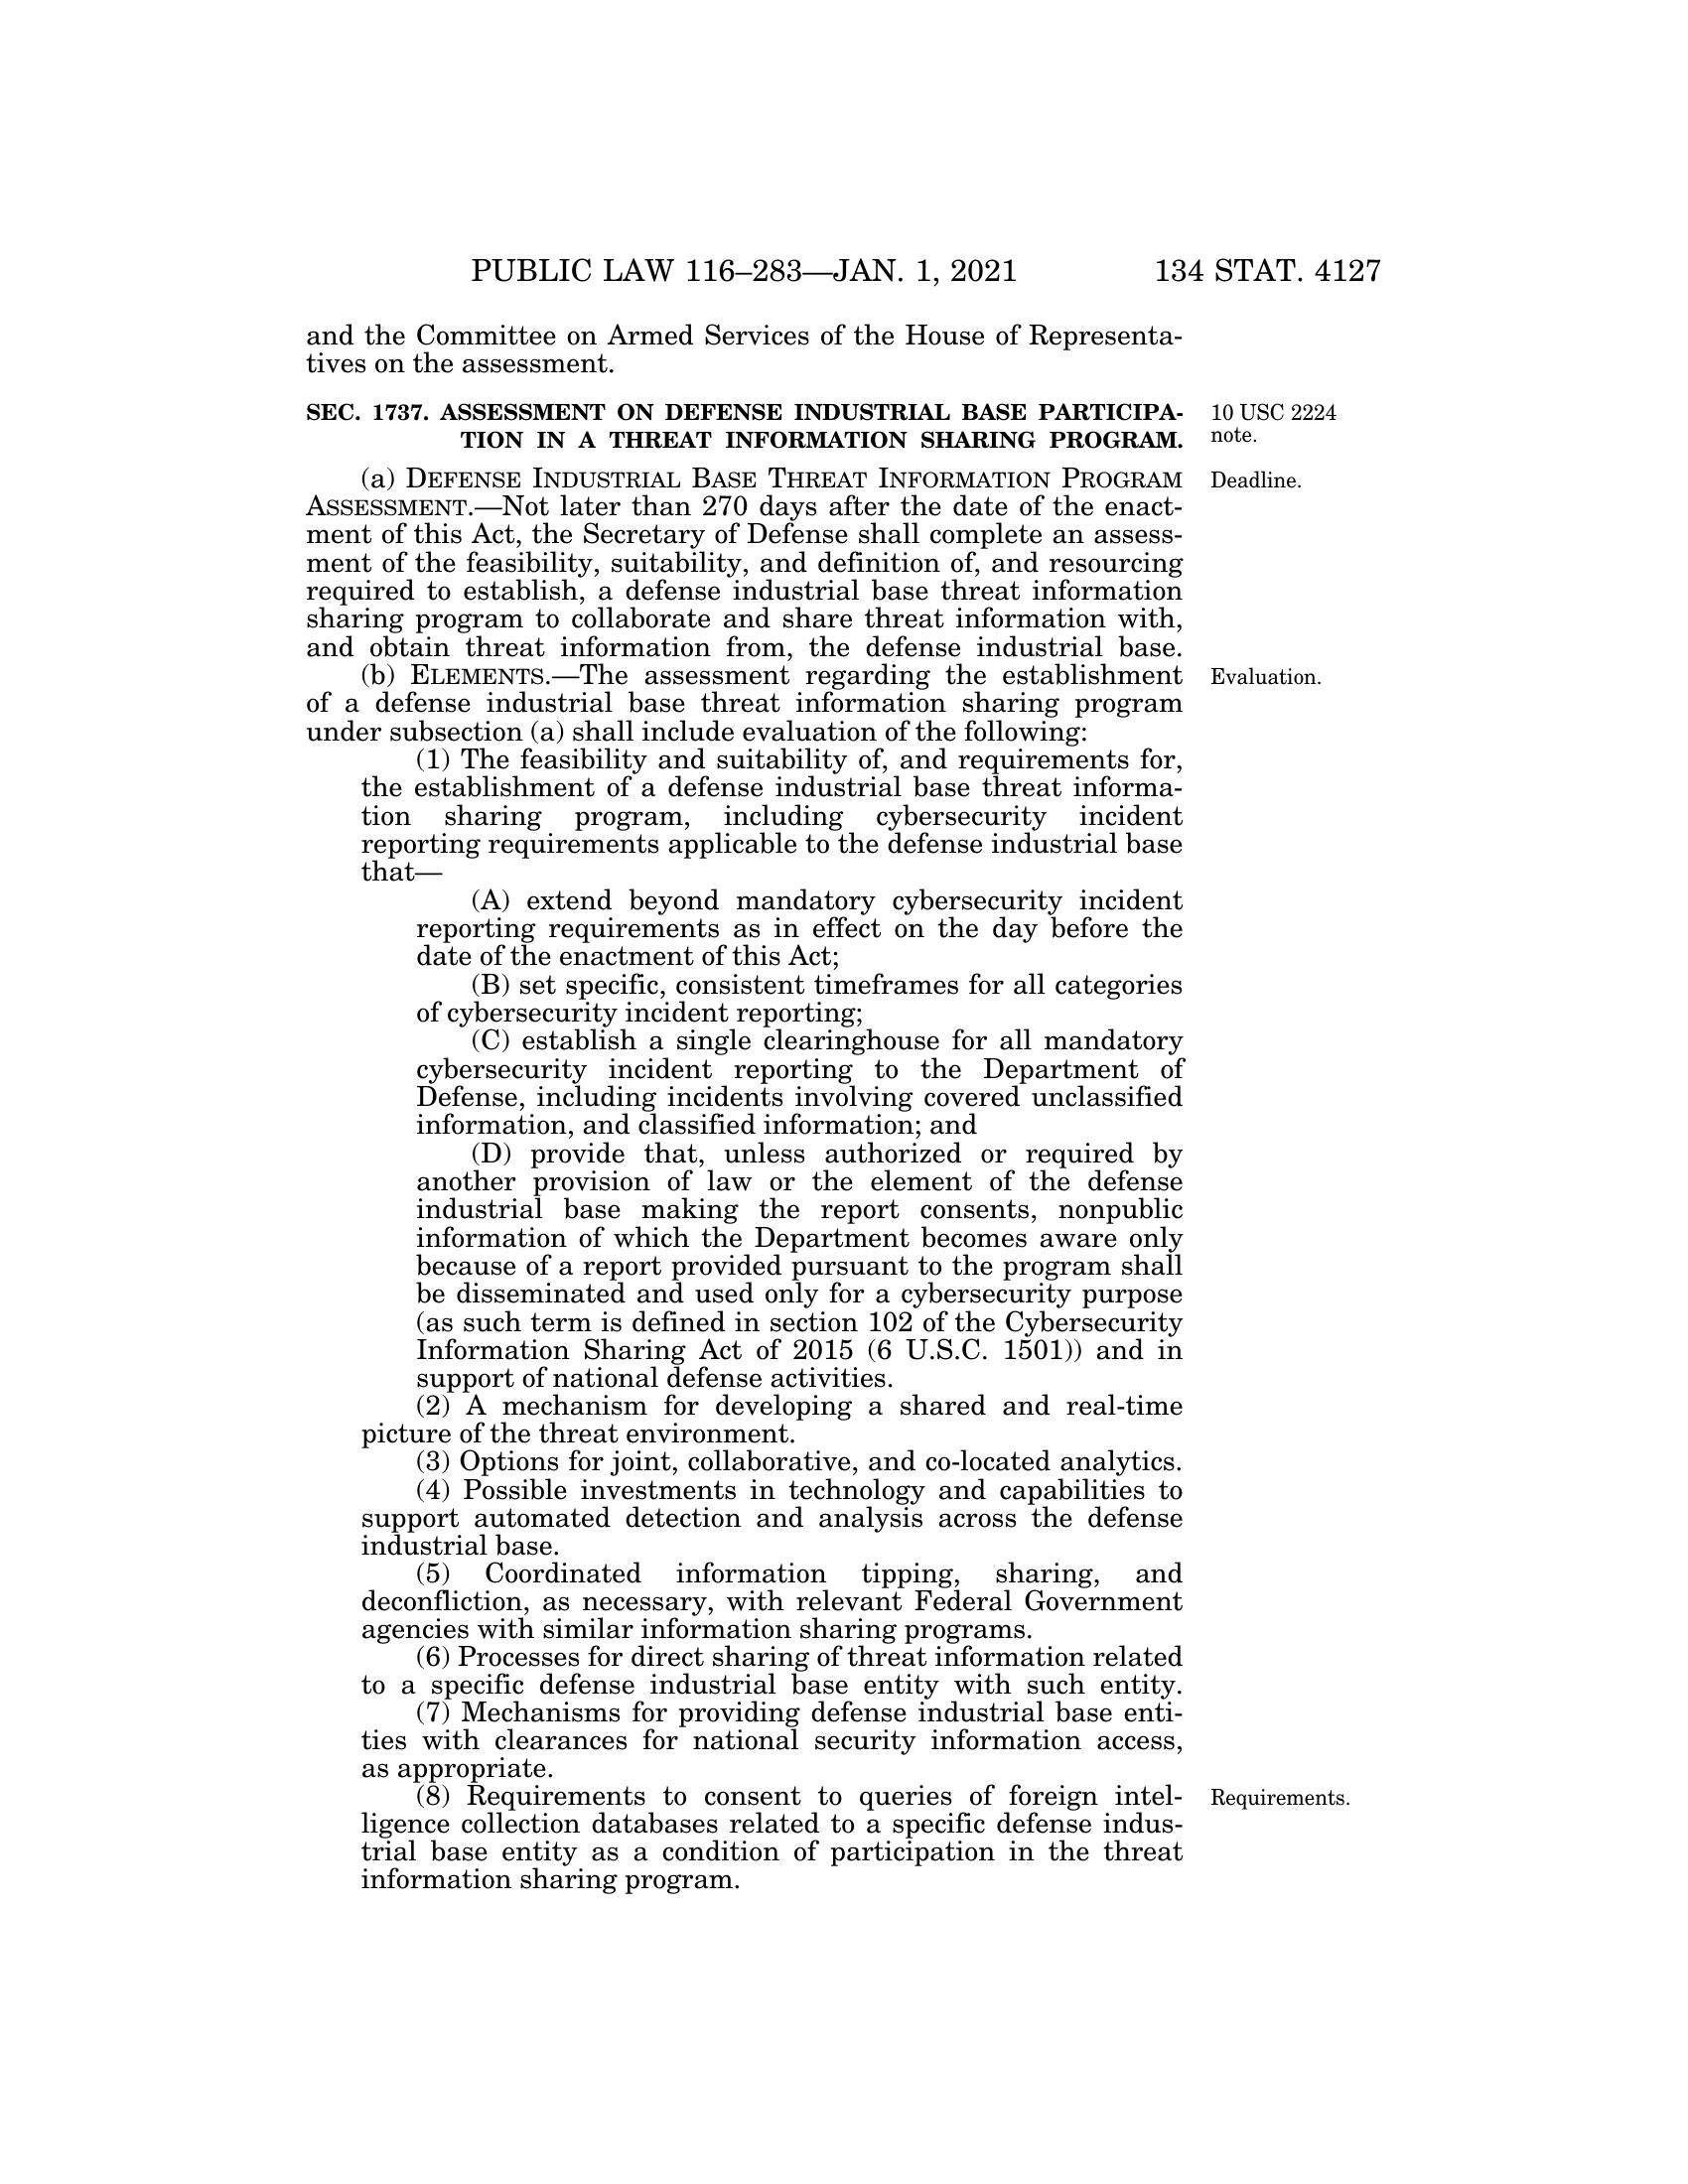 PUBLIC LAW 116–283—JAN. 1, 2021 134 STAT. 4127
and the Committee on Armed Services of the House of Representa-
tives on the assessment.
SEC. 1737. ASSESSMENT ON DEFENSE INDUSTRIAL BASE PARTICIPA-
TION IN A THREAT INFORMATION SHARING PROGRAM.
10 USC 2224
note.
(a) DEFENSE INDUSTRIAL BASE THREAT INFORMATION PROGRAM
ASSESSMENT.—Not later than 270 days after the date of the enact-
ment of this Act, the Secretary of Defense shall complete an assess-
ment of the feasibility, suitability, and definition of, and resourcing
required to establish, a defense industrial base threat information
sharing program to collaborate and share threat information with,
and obtain threat information from, the defense industrial base.
Deadline.
(b) ELEMENTS.—The assessment regarding the establishment
of a defense industrial base threat information sharing program
under subsection (a) shall include evaluation of the following:
Evaluation.
(1) The feasibility and suitability of, and requirements for,
the establishment of a defense industrial base threat informa-
tion sharing program, including cybersecurity incident
reporting requirements applicable to the defense industrial base
that—
(A) extend beyond mandatory cybersecurity incident
reporting requirements as in effect on the day before the
date of the enactment of this Act;
(B) set specific, consistent timeframes for all categories
of cybersecurity incident reporting;
(C) establish a single clearinghouse for all mandatory
cybersecurity incident reporting to the Department of
Defense, including incidents involving covered unclassified
information, and classified information; and
(D) provide that, unless authorized or required by
another provision of law or the element of the defense
industrial base making the report consents, nonpublic
information of which the Department becomes aware only
because of a report provided pursuant to the program shall
be disseminated and used only for a cybersecurity purpose
(as such term is defined in section 102 of the Cybersecurity
Information Sharing Act of 2015 (6 U.S.C. 1501)) and in
support of national defense activities.
(2) A mechanism for developing a shared and real-time
picture of the threat environment.
(3) Options for joint, collaborative, and co-located analytics.
(4) Possible investments in technology and capabilities to
support automated detection and analysis across the defense
industrial base.
(5) Coordinated information tipping, sharing, and
deconfliction, as necessary, with relevant Federal Government
agencies with similar information sharing programs.
(6) Processes for direct sharing of threat information related
to a specific defense industrial base entity with such entity.
(7) Mechanisms for providing defense industrial base enti-
ties with clearances for national security information access,
as appropriate.
(8) Requirements to consent to queries of foreign intel-
ligence collection databases related to a specific defense indus-
trial base entity as a condition of participation in the threat
information sharing program.
Requirements.